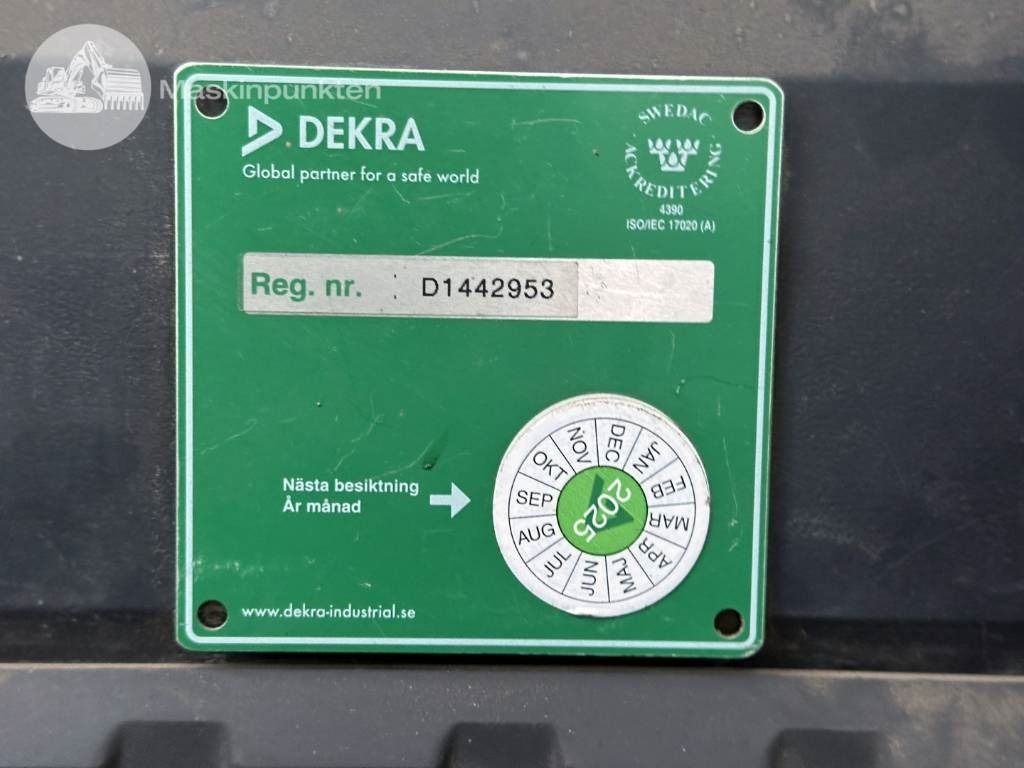 Maskinpunkten
DEKRA
Global partner for a safe world
SWEDAC
ACKREDITERING
4390
ISO/IEC 17020 (A)
Reg. nr. : D1442953
Nästa besiktning
År månad
JAN
FEB
MAR
APR
MAJ
JUN
JUL
AUG
SEP
OKT
NOV
DEC
2025
www.dekra-industrial.se